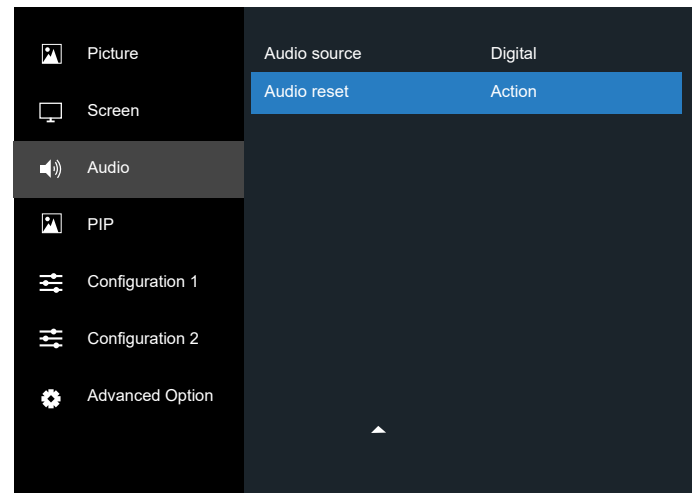 Picture
Screen
Audio
PIP
Configuration 1
Configuration 2
Advanced Option
Audio source Digital
Audio reset Action